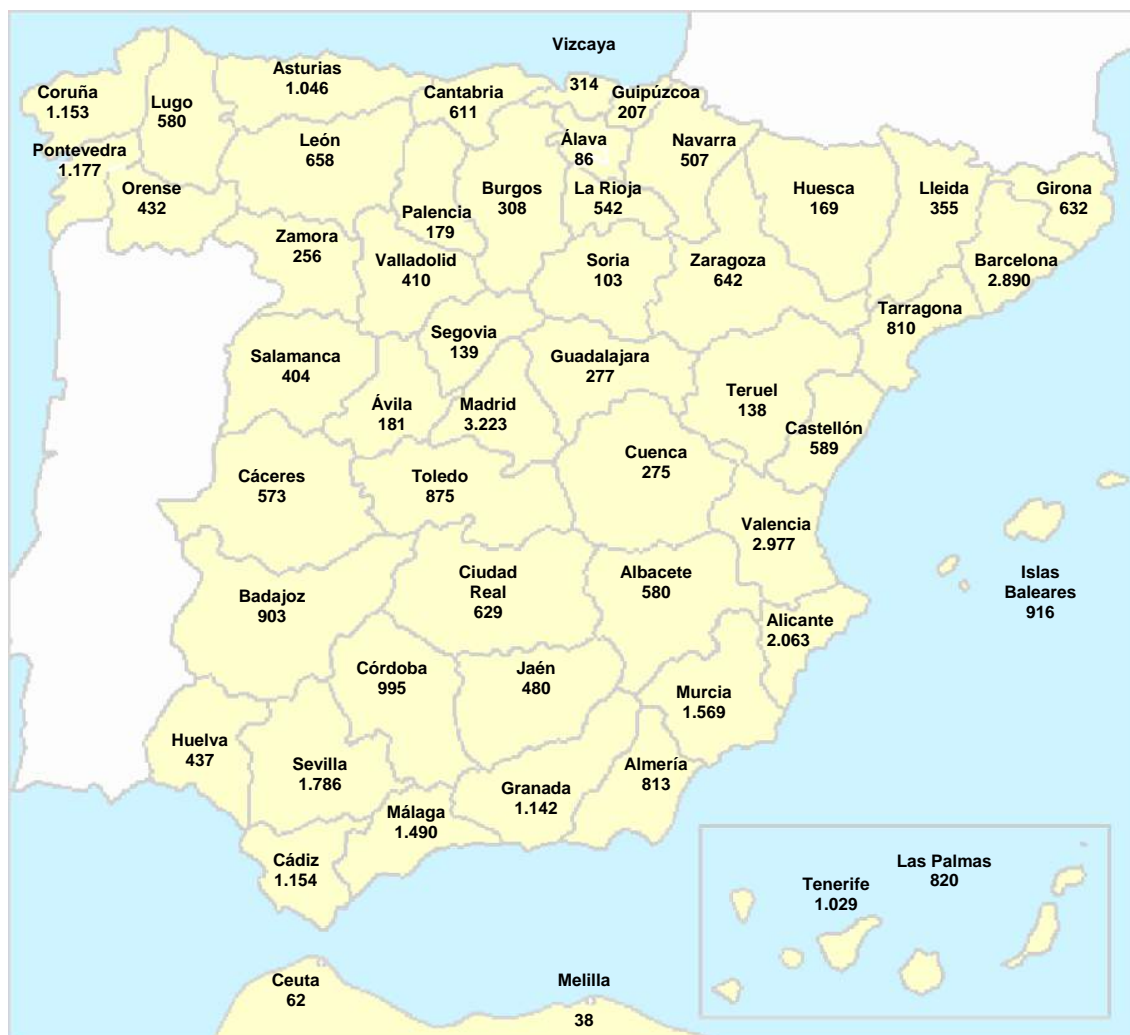 Vizcaya
314
Asturias
1.046
Cantabria
611
Guipúzcoa
207
Coruña
1.153
Lugo
580
León
658
Álava
86
Navarra
507
Pontevedra
1.177
Orense
432
Palencia
179
Burgos
308
La Rioja
542
Huesca
169
Lleida
355
Girona
632
Zamora
256
Valladolid
410
Soria
103
Zaragoza
642
Barcelona
2.890
Tarragona
810
Segovia
139
Salamanca
404
Guadalajara
277
Ávila
181
Madrid
3.223
Teruel
138
Castellón
589
Cáceres
573
Toledo
875
Cuenca
275
Valencia
2.977
Badajoz
903
Ciudad
Real
629
Albacete
580
Islas
Baleares
916
Alicante
2.063
Córdoba
995
Jaén
480
Murcia
1.569
Huelva
437
Sevilla
1.786
Granada
1.142
Almería
813
Málaga
1.490
Cádiz
1.154
Tenerife
1.029
Las Palmas
820
Ceuta
62
Melilla
38